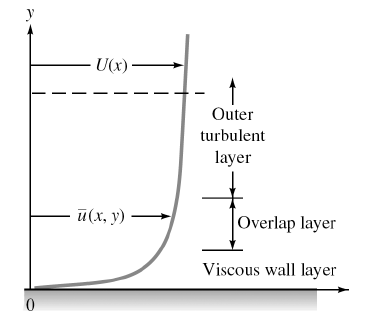 y
U(x)
Outer
turbulent
layer
u̅(x, y)
Overlap layer
Viscous wall layer
0